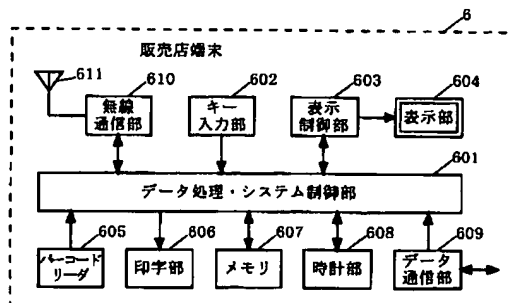 6
販売店端末
611
610
602
603
604
無線
通信部
キー
入力部
表示
制御部
表示部
601
データ処理・システム制御部
605
606
607
608
609
バーコード
リーダ
印字部
メモリ
時計部
データ
通信部